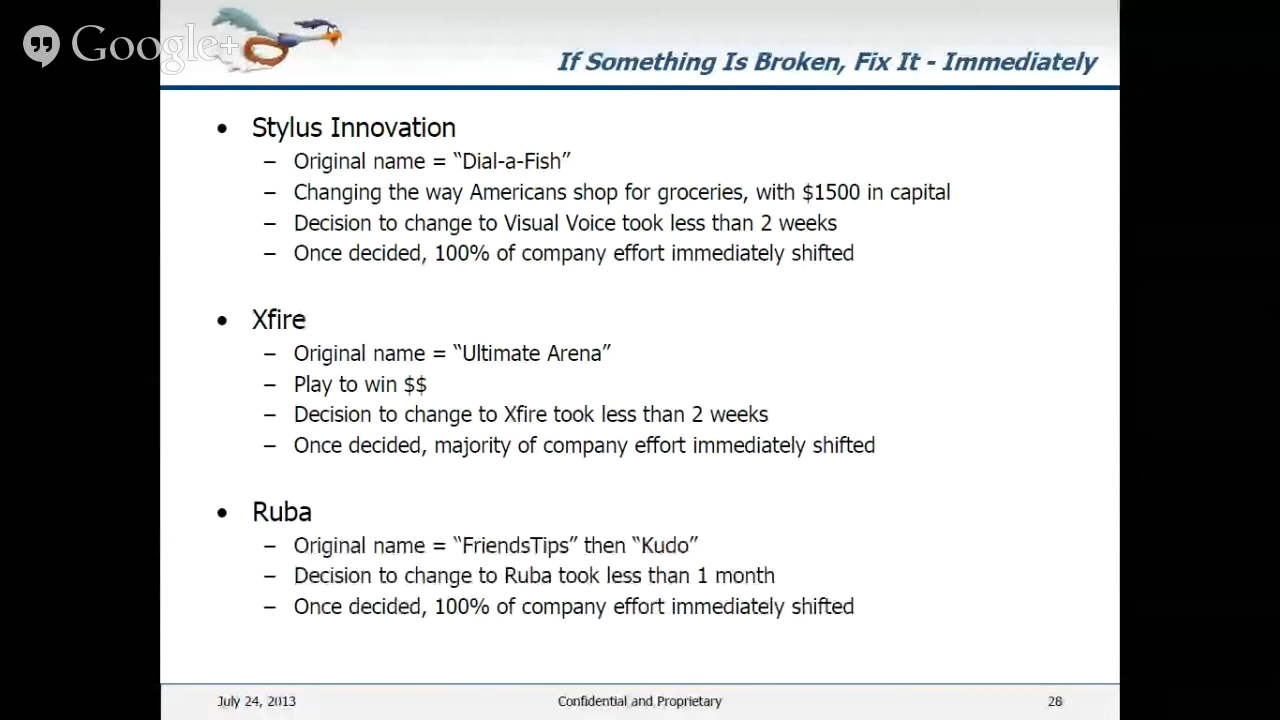 Google+
If Something Is Broken, Fix It - Immediately
• Stylus Innovation
– Original name = “Dial-a-Fish”
– Changing the way Americans shop for groceries, with $1500 in capital
– Decision to change to Visual Voice took less than 2 weeks
– Once decided, 100% of company effort immediately shifted
• Xfire
– Original name = “Ultimate Arena”
– Play to win $$
– Decision to change to Xfire took less than 2 weeks
– Once decided, majority of company effort immediately shifted
• Ruba
– Original name = “FriendsTips” then “Kudo”
– Decision to change to Ruba took less than 1 month
– Once decided, 100% of company effort immediately shifted
July 24, 2013 Confidential and Proprietary 28